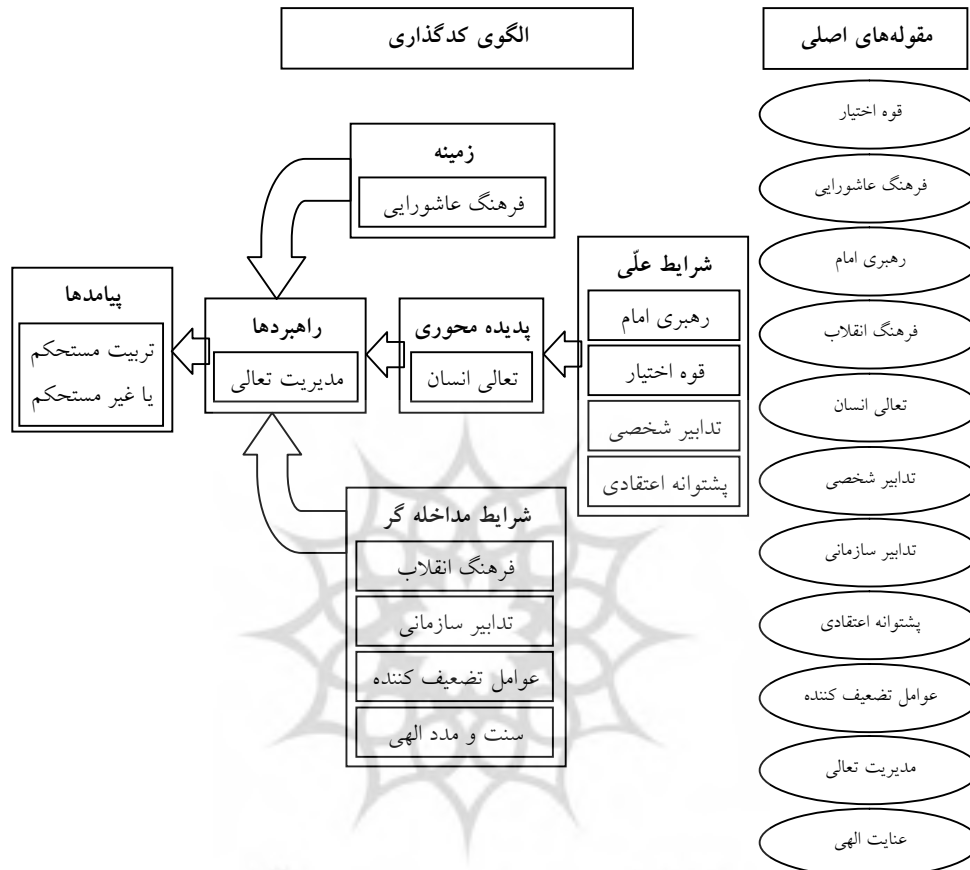 مقوله‌های اصلی
قوه اختیار
فرهنگ عاشورایی
رهبری امام
فرهنگ انقلاب
تعالی انسان
تدابیر شخصی
تدابیر سازمانی
پشتوانه اعتقادی
عوامل تضعیف کننده
مدیریت تعالی
عنایت الهی
الگوی کدگذاری
زمینه
فرهنگ عاشورایی
شرایط علّی
رهبری امام
قوه اختیار
تدابیر شخصی
پشتوانه اعتقادی
پدیده محوری
تعالی انسان
راهبردها
مدیریت تعالی
پیامدها
تربیت مستحکم
یا غیر مستحکم
شرایط مداخله گر
فرهنگ انقلاب
تدابیر سازمانی
عوامل تضعیف کننده
سنت و مدد الهی